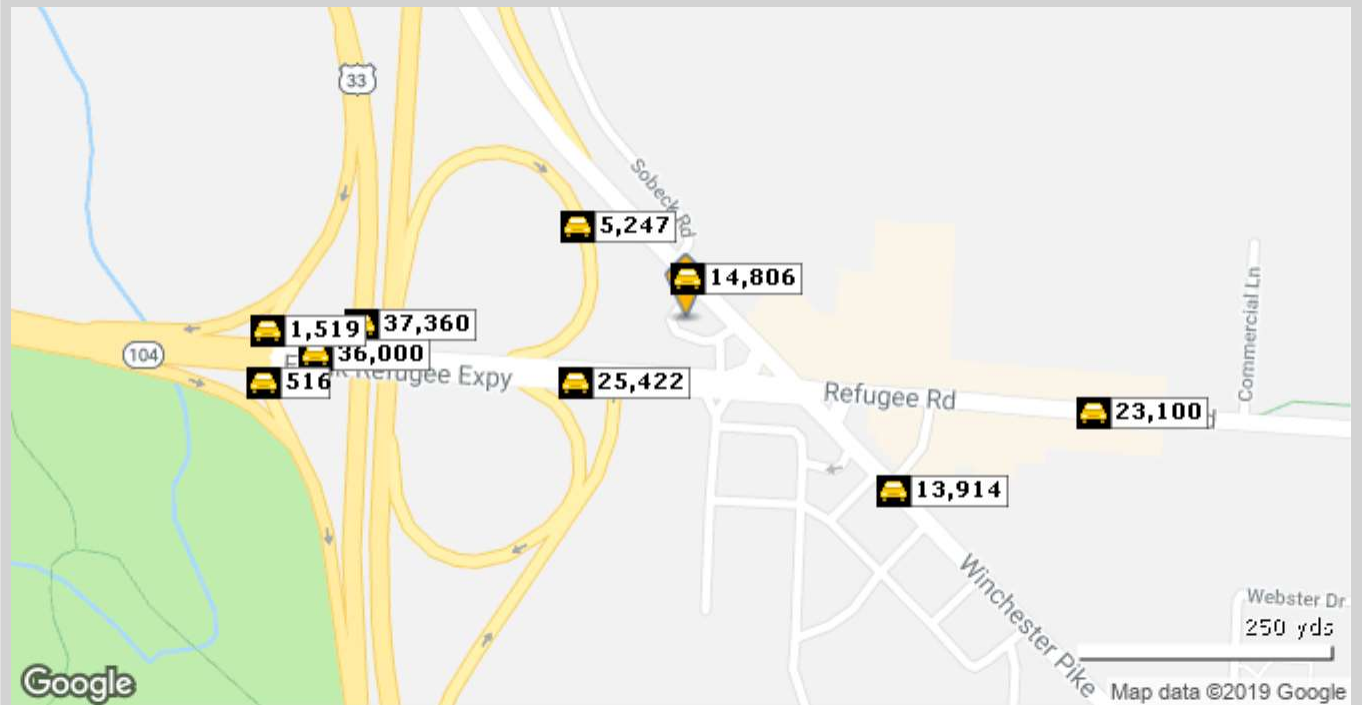 33
Sobeck Rd
5,247
14,806
Commercial Ln
1,519
37,360
104
36,000
Refugee Expy
516
25,422
Refugee Rd
23,100
13,914
Winchester Pike
Webster Dr
250 yds
Google
Map data ©2019 Google